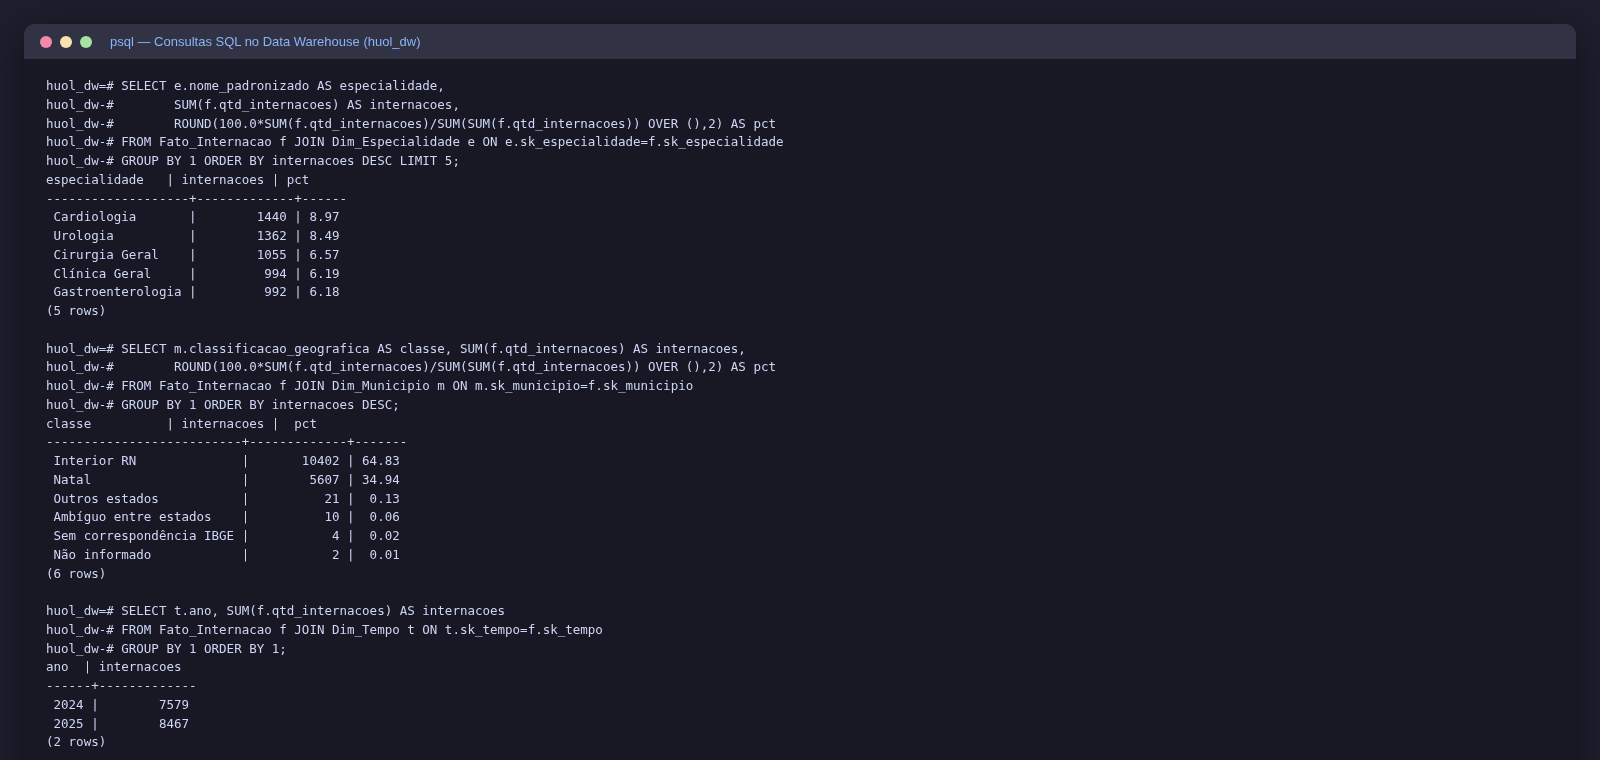 psql — Consultas SQL no Data Warehouse (huol_dw)
huol_dw=# SELECT e.nome_padronizado AS especialidade,
huol_dw-#        SUM(f.qtd_internacoes) AS internacoes,
huol_dw-#        ROUND(100.0*SUM(f.qtd_internacoes)/SUM(SUM(f.qtd_internacoes)) OVER (),2) AS pct
huol_dw-# FROM Fato_Internacao f JOIN Dim_Especialidade e ON e.sk_especialidade=f.sk_especialidade
huol_dw-# GROUP BY 1 ORDER BY internacoes DESC LIMIT 5;
especialidade   | internacoes | pct
-------------------+-------------+------
 Cardiologia       |        1440 | 8.97
 Urologia          |        1362 | 8.49
 Cirurgia Geral    |        1055 | 6.57
 Clínica Geral     |         994 | 6.19
 Gastroenterologia |         992 | 6.18
(5 rows)
huol_dw=# SELECT m.classificacao_geografica AS classe, SUM(f.qtd_internacoes) AS internacoes,
huol_dw-#        ROUND(100.0*SUM(f.qtd_internacoes)/SUM(SUM(f.qtd_internacoes)) OVER (),2) AS pct
huol_dw-# FROM Fato_Internacao f JOIN Dim_Municipio m ON m.sk_municipio=f.sk_municipio
huol_dw-# GROUP BY 1 ORDER BY internacoes DESC;
classe          | internacoes |  pct
--------------------------+-------------+-------
 Interior RN              |       10402 | 64.83
 Natal                    |        5607 | 34.94
 Outros estados           |          21 |  0.13
 Ambíguo entre estados    |          10 |  0.06
 Sem correspondência IBGE |           4 |  0.02
 Não informado            |           2 |  0.01
(6 rows)
huol_dw=# SELECT t.ano, SUM(f.qtd_internacoes) AS internacoes
huol_dw-# FROM Fato_Internacao f JOIN Dim_Tempo t ON t.sk_tempo=f.sk_tempo
huol_dw-# GROUP BY 1 ORDER BY 1;
ano  | internacoes
------+-------------
 2024 |        7579
 2025 |        8467
(2 rows)